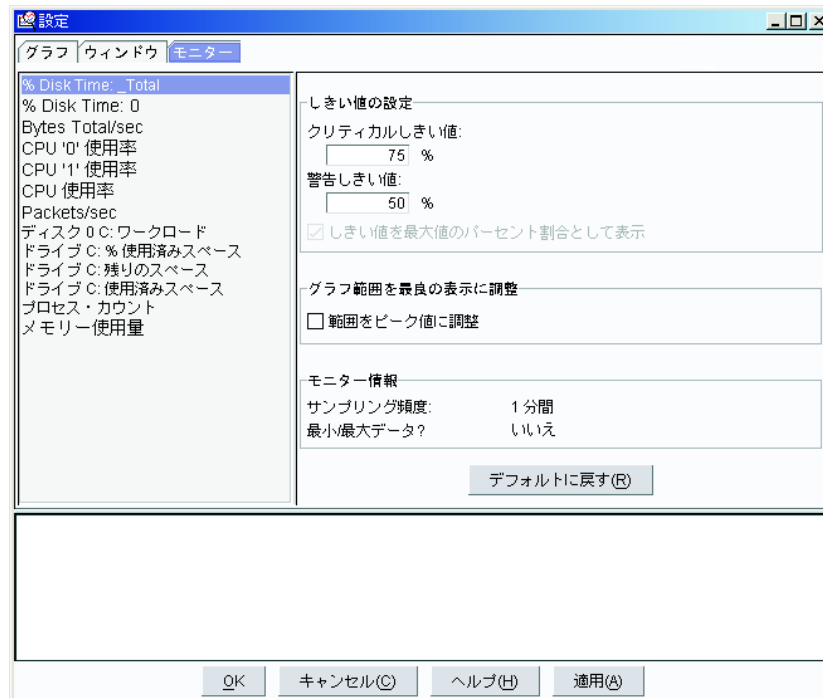 設定
グラフ ウィンドウ モニター
% Disk Time: _Total
% Disk Time: 0
Bytes Total/sec
CPU '0' 使用率
CPU '1' 使用率
CPU 使用率
Packets/sec
ディスク 0 C: ワークロード
ドライブ C: % 使用済みスペース
ドライブ C: 残りのスペース
ドライブ C: 使用済みスペース
プロセス・カウント
メモリー使用量
しきい値の設定
クリティカルしきい値:
75 %
警告しきい値:
50 %
しきい値を最大値のパーセント割合として表示
グラフ範囲を最良の表示に調整
範囲をピーク値に調整
モニター情報
サンプリング頻度: 1 分間
最小/最大データ? いいえ
デフォルトに戻す(R)
OK キャンセル(C) ヘルプ(H) 適用(A)